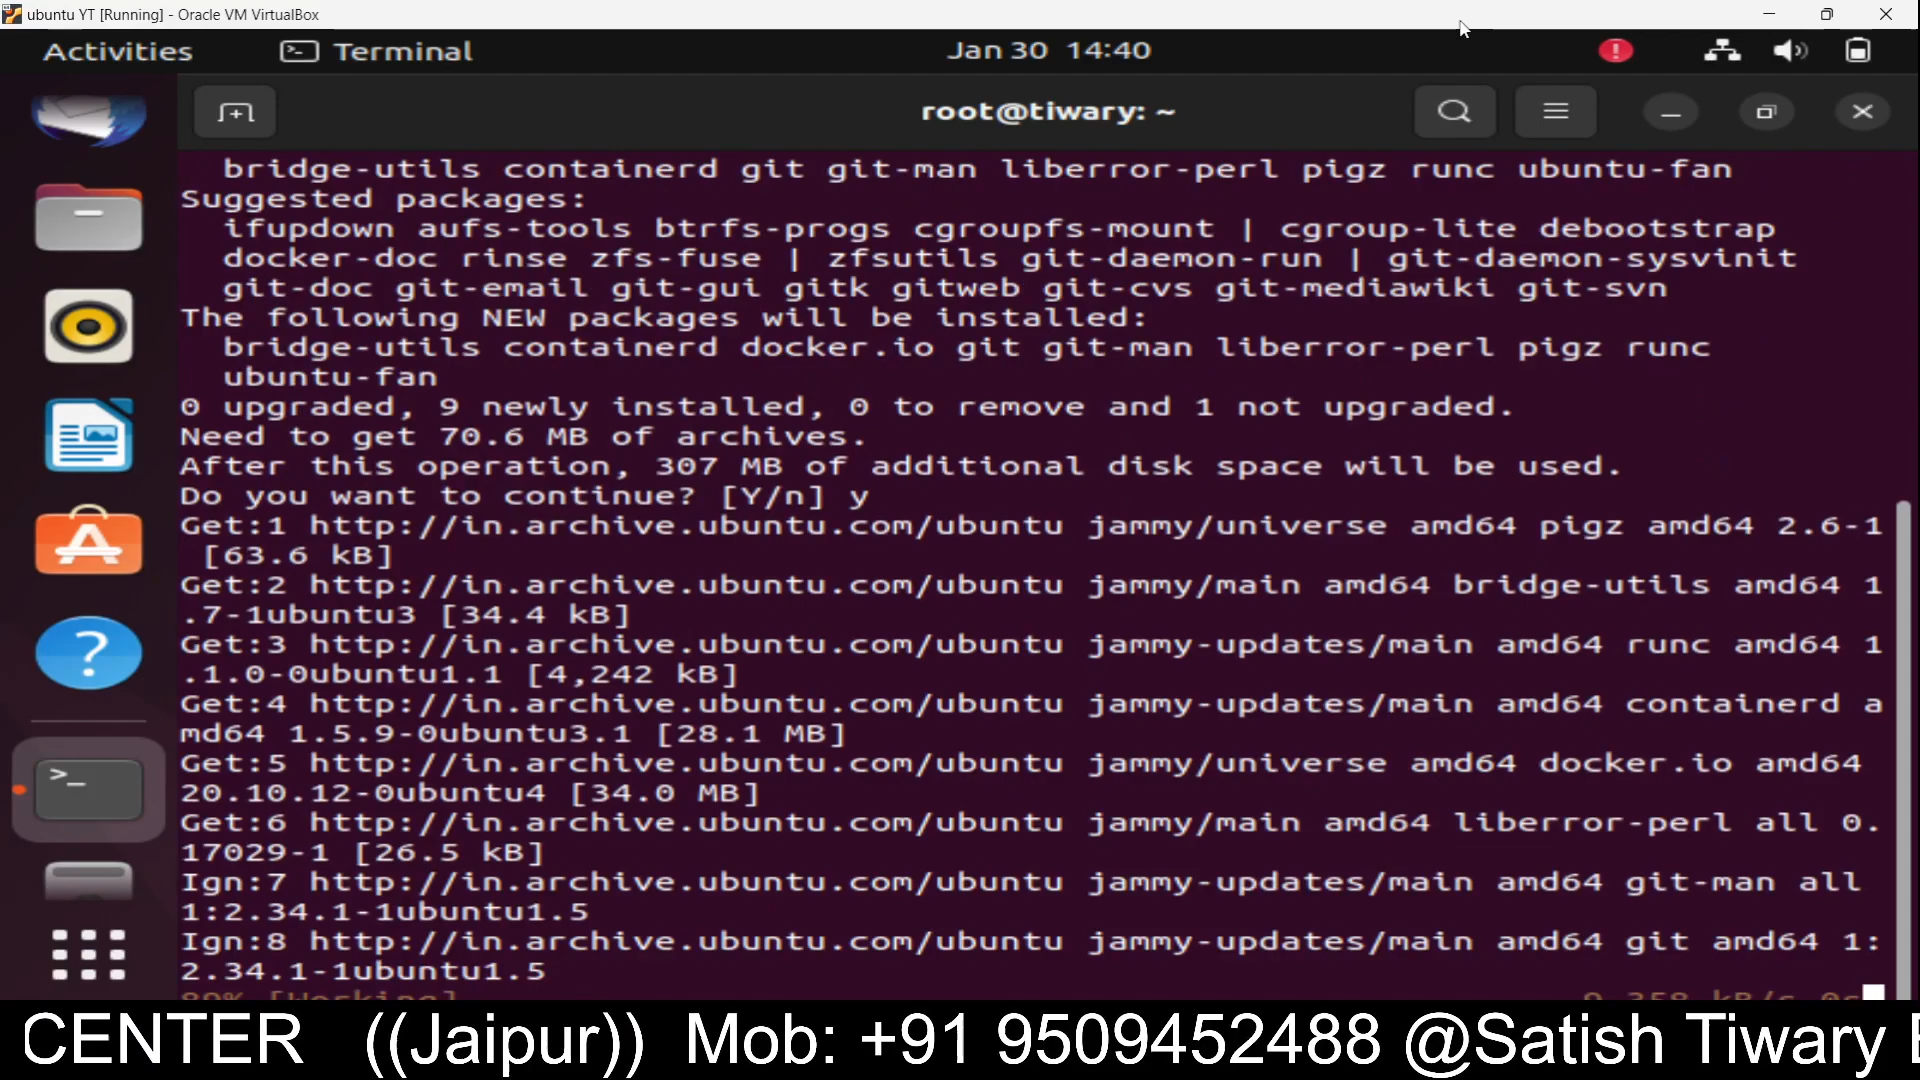 ubuntu YT [Running] - Oracle VM VirtualBox
Activities Terminal Jan 30 14:40
root@tiwary: ~
bridge-utils containerd git git-man liberror-perl pigz runc ubuntu-fan
Suggested packages:
ifupdown aufs-tools btrfs-progs cgroupfs-mount | cgroup-lite debootstrap
docker-doc rinse zfs-fuse | zfsutils git-daemon-run | git-daemon-sysvinit
git-doc git-email git-gui gitk gitweb git-cvs git-mediawiki git-svn
The following NEW packages will be installed:
bridge-utils containerd docker.io git git-man liberror-perl pigz runc
ubuntu-fan
0 upgraded, 9 newly installed, 0 to remove and 1 not upgraded.
Need to get 70.6 MB of archives.
After this operation, 307 MB of additional disk space will be used.
Do you want to continue? [Y/n] y
Get:1 http://in.archive.ubuntu.com/ubuntu jammy/universe amd64 pigz amd64 2.6-1
[63.6 kB]
Get:2 http://in.archive.ubuntu.com/ubuntu jammy/main amd64 bridge-utils amd64 1
.7-1ubuntu3 [34.4 kB]
Get:3 http://in.archive.ubuntu.com/ubuntu jammy-updates/main amd64 runc amd64 1
.1.0-0ubuntu1.1 [4,242 kB]
Get:4 http://in.archive.ubuntu.com/ubuntu jammy-updates/main amd64 containerd a
md64 1.5.9-0ubuntu3.1 [28.1 MB]
Get:5 http://in.archive.ubuntu.com/ubuntu jammy/universe amd64 docker.io amd64
20.10.12-0ubuntu4 [34.0 MB]
Get:6 http://in.archive.ubuntu.com/ubuntu jammy/main amd64 liberror-perl all 0.
17029-1 [26.5 kB]
Ign:7 http://in.archive.ubuntu.com/ubuntu jammy-updates/main amd64 git-man all
1:2.34.1-1ubuntu1.5
Ign:8 http://in.archive.ubuntu.com/ubuntu jammy-updates/main amd64 git amd64 1:
2.34.1-1ubuntu1.5
CENTER ((Jaipur)) Mob: +91 9509452488 @Satish Tiwary